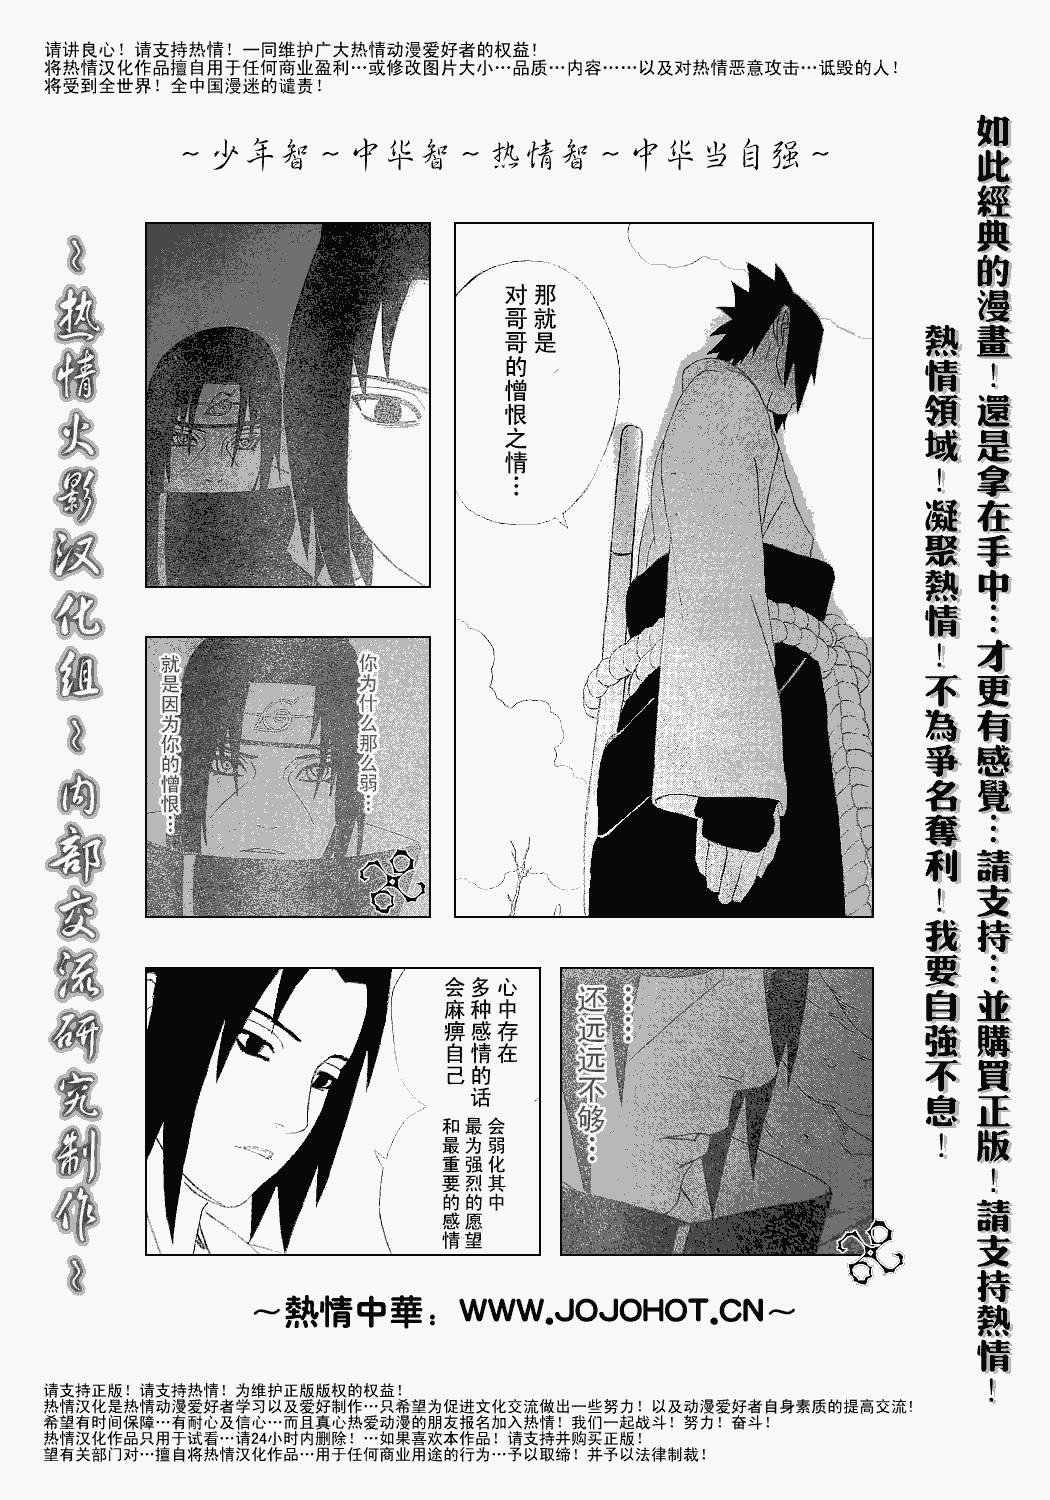 请讲良心！请支持热情！一同维护广大热情动漫爱好者的权益！
将热情汉化作品擅自用于任何商业盈利…或修改图片大小…品质…内容……以及对热情恶意攻击…诋毁的人！
将受到全世界！全中国漫迷的谴责！
～少年智～中华智～热情智～中华当自强～
如此經典的漫畫！還是拿在手中…才更有感覺…請支持…並購買正版！請支持熱情！
熱情領域！凝聚熱情！不為爭名奪利！我要自強不息！
～热情火影汉化组～内部交流研究制作～
那就是
对哥哥的憎恨之情…
你为什么那么弱…
就是因为你的憎恨…
……
还远远不够…
心中存在
多种感情的话
会麻痹自己
会弱化其中
最为强烈的愿望
和最重要的感情
～熱情中華：WWW.JOJOHOT.CN～
请支持正版！请支持热情！为维护正版版权的权益！
热情汉化是热情动漫爱好者学习以及爱好制作…只希望为促进文化交流做出一些努力！以及动漫爱好者自身素质的提高交流！
希望有时间保障…有耐心及信心…而且真心热爱动漫的朋友报名加入热情！我们一起战斗！努力！奋斗！
热情汉化作品只用于试看…请24小时内删除！…如果喜欢本作品！请支持并购买正版！
望有关部门对…擅自将热情汉化作品…用于任何商业用途的行为…予以取缔！并予以法律制裁！